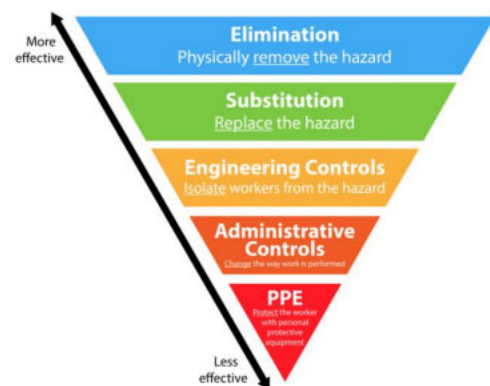 More
effective
Elimination
Physically remove the hazard
Substitution
Replace the hazard
Engineering Controls
Isolate workers from the hazard
Administrative
Controls
Change the way work is performed
PPE
Protect the worker
with personal
protective
equipment
Less
effective